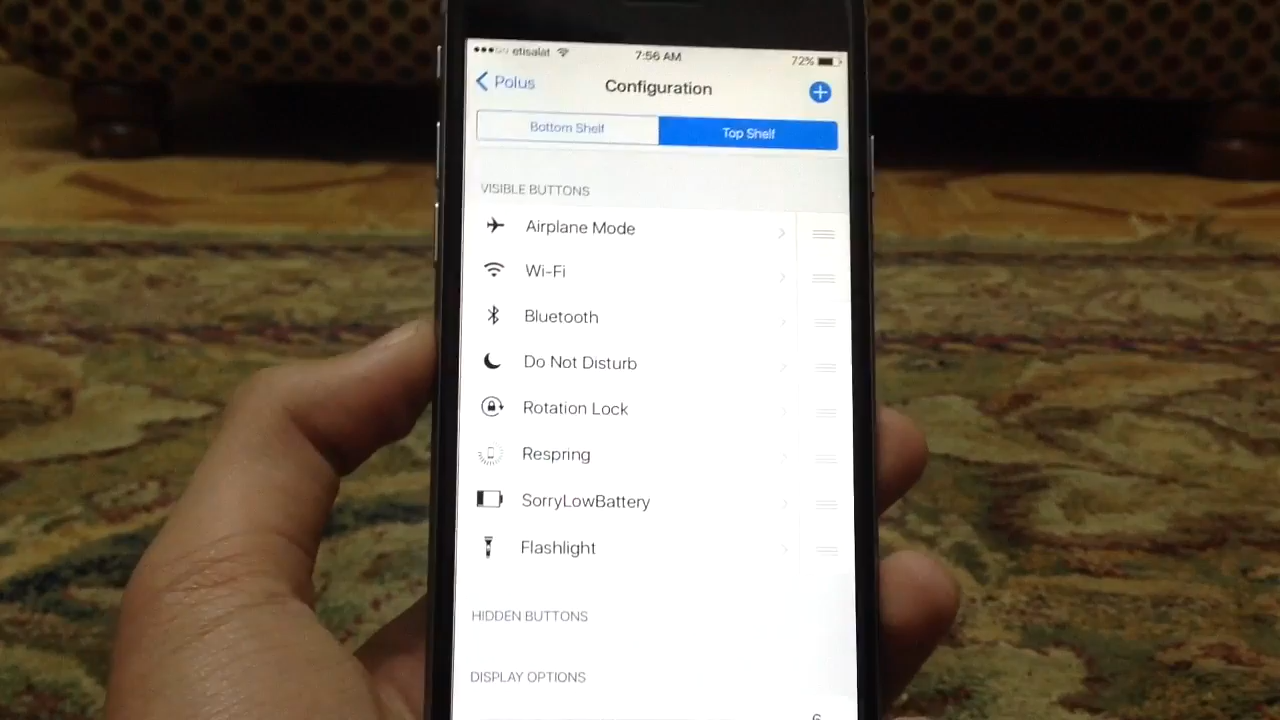 etisalat 7:56 AM 72%
Polus Configuration
Bottom Shelf Top Shelf
VISIBLE BUTTONS
Airplane Mode
Wi-Fi
Bluetooth
Do Not Disturb
Rotation Lock
Respring
SorryLowBattery
Flashlight
HIDDEN BUTTONS
DISPLAY OPTIONS
6